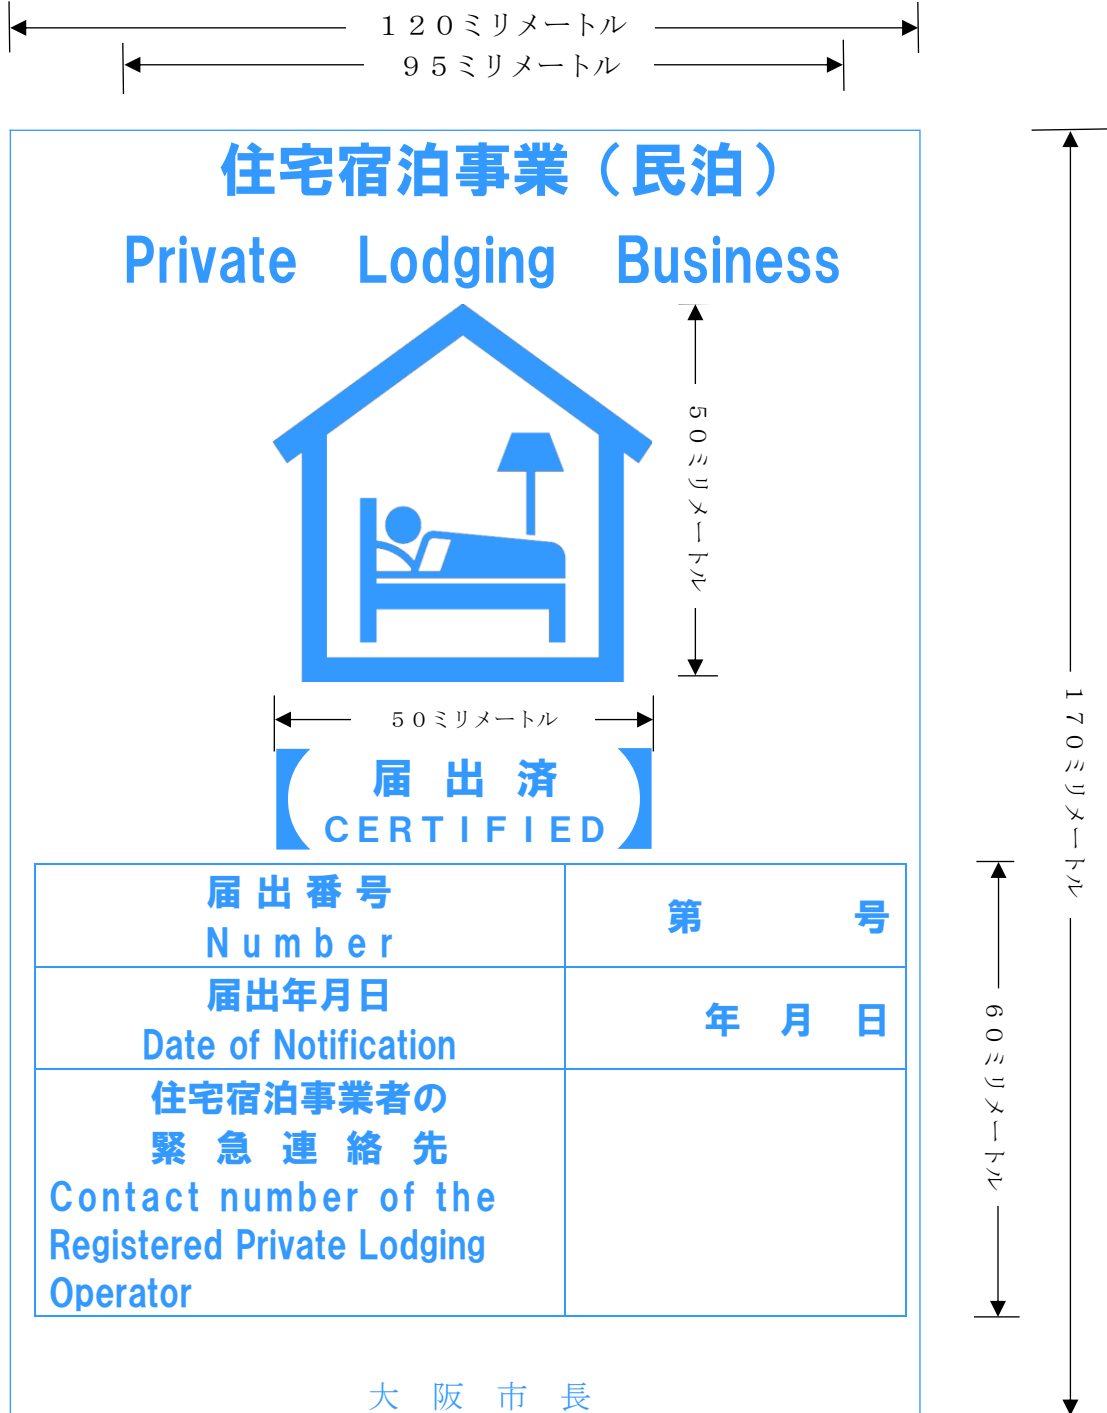 １２０ミリメートル
９５ミリメートル
住宅宿泊事業（民泊）
Private Lodging Business
５０ミリメートル
５０ミリメートル
届出済
ＣＥＲＴＩＦＩＥＤ
１７０ミリメートル
届出番号
Number
第 号
届出年月日
Date of Notification
年 月 日
６０ミリメートル
住宅宿泊事業者の
緊急連絡先
Contact number of the
Registered Private Lodging
Operator
大阪市長